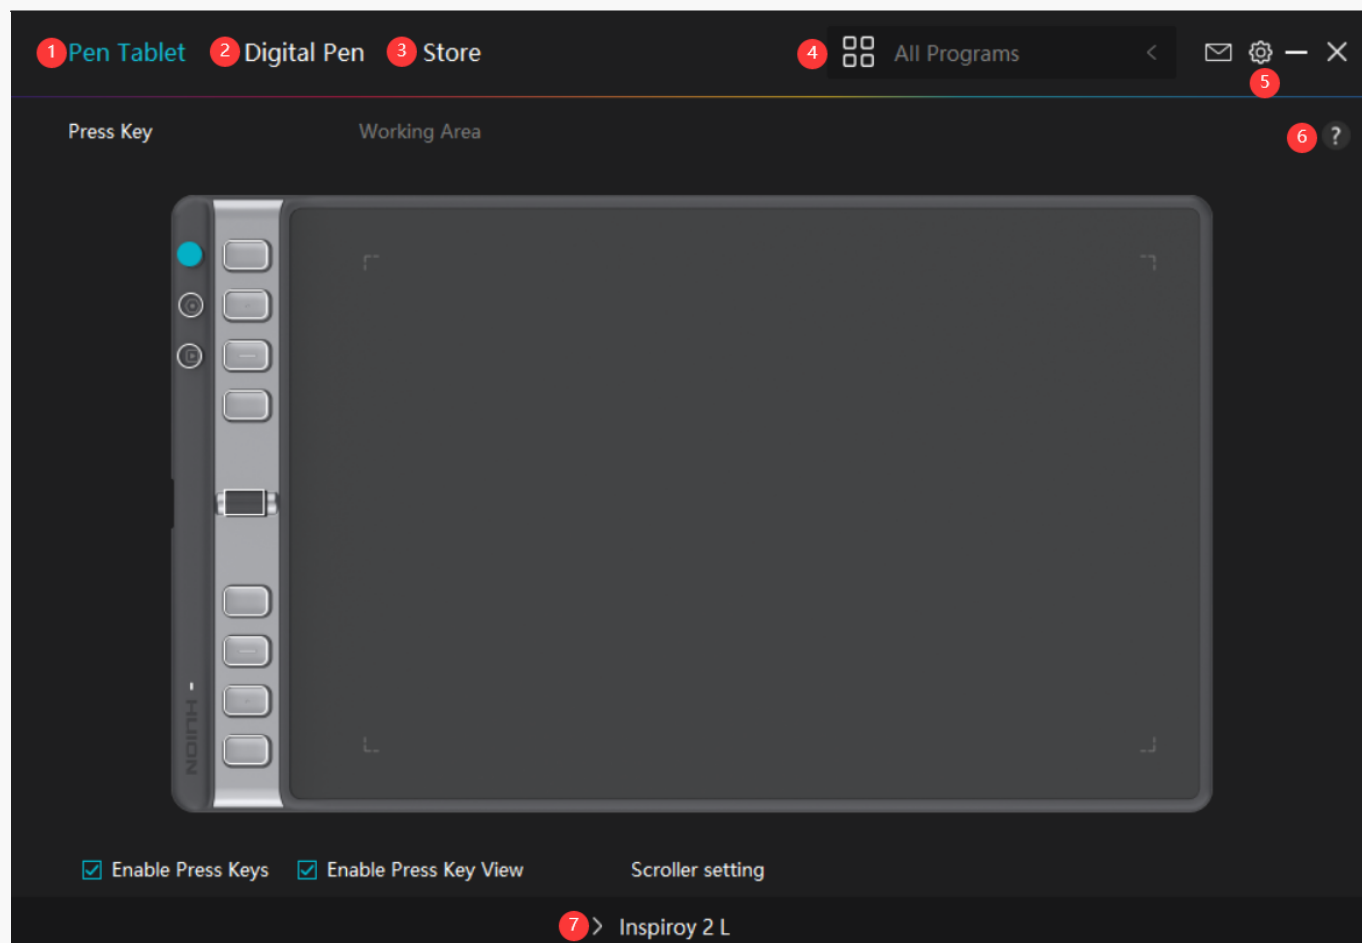 1 Pen Tablet 2 Digital Pen 3 Store 4 All Programs
5
Press Key Working Area 6 ?
HUION
Enable Press Keys Enable Press Key View Scroller setting
7 > Inspiroy 2 L